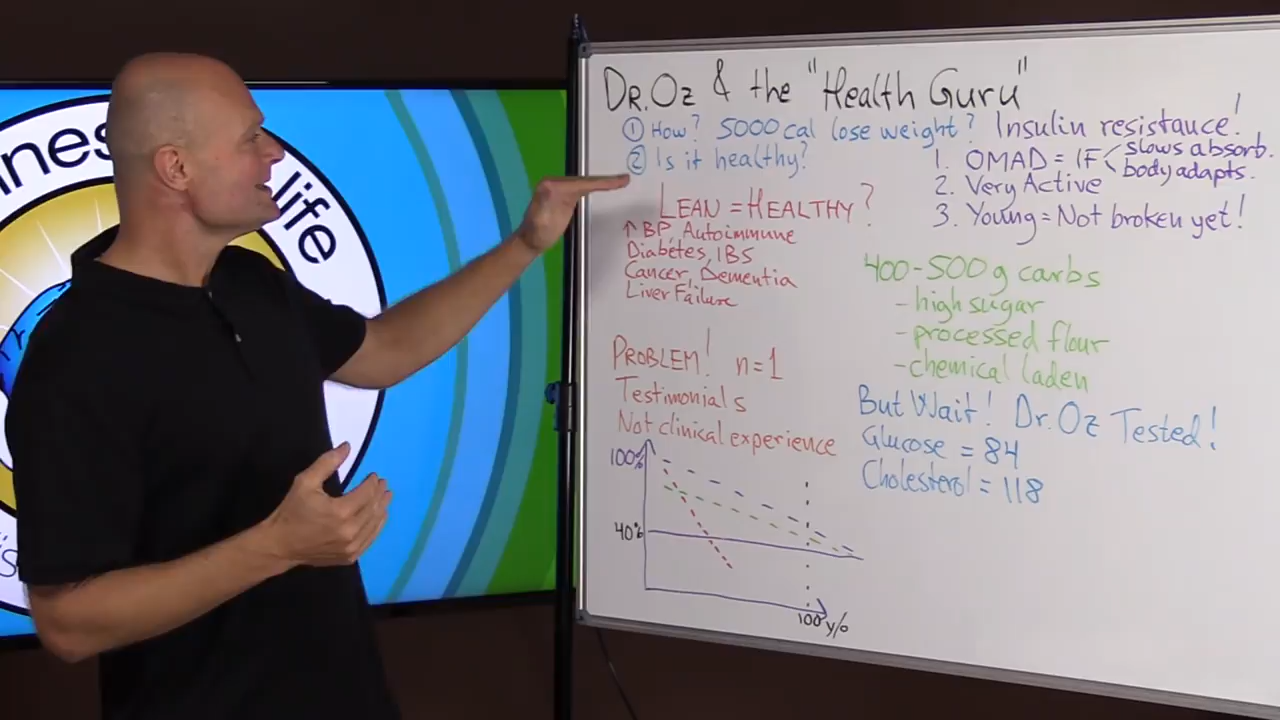 nes
life
DR. Oz & the "Health Guru"
① How? 5000 cal lose weight?
② Is it healthy?
LEAN = HEALTHY?
↑ BP, Autoimmune
Diabetes, IBS
Cancer, Dementia
Liver Failure
PROBLEM! n=1
Testimonials
Not clinical experience
100%
40%
100 y/o
Insulin resistance!
1. OMAD = IF < slows absorb.
body adapts.
2. Very Active
3. Young = Not broken yet!
400-500g carbs
- high sugar
- processed flour
- chemical laden
But Wait! Dr. Oz Tested!
Glucose = 84
Cholesterol = 118